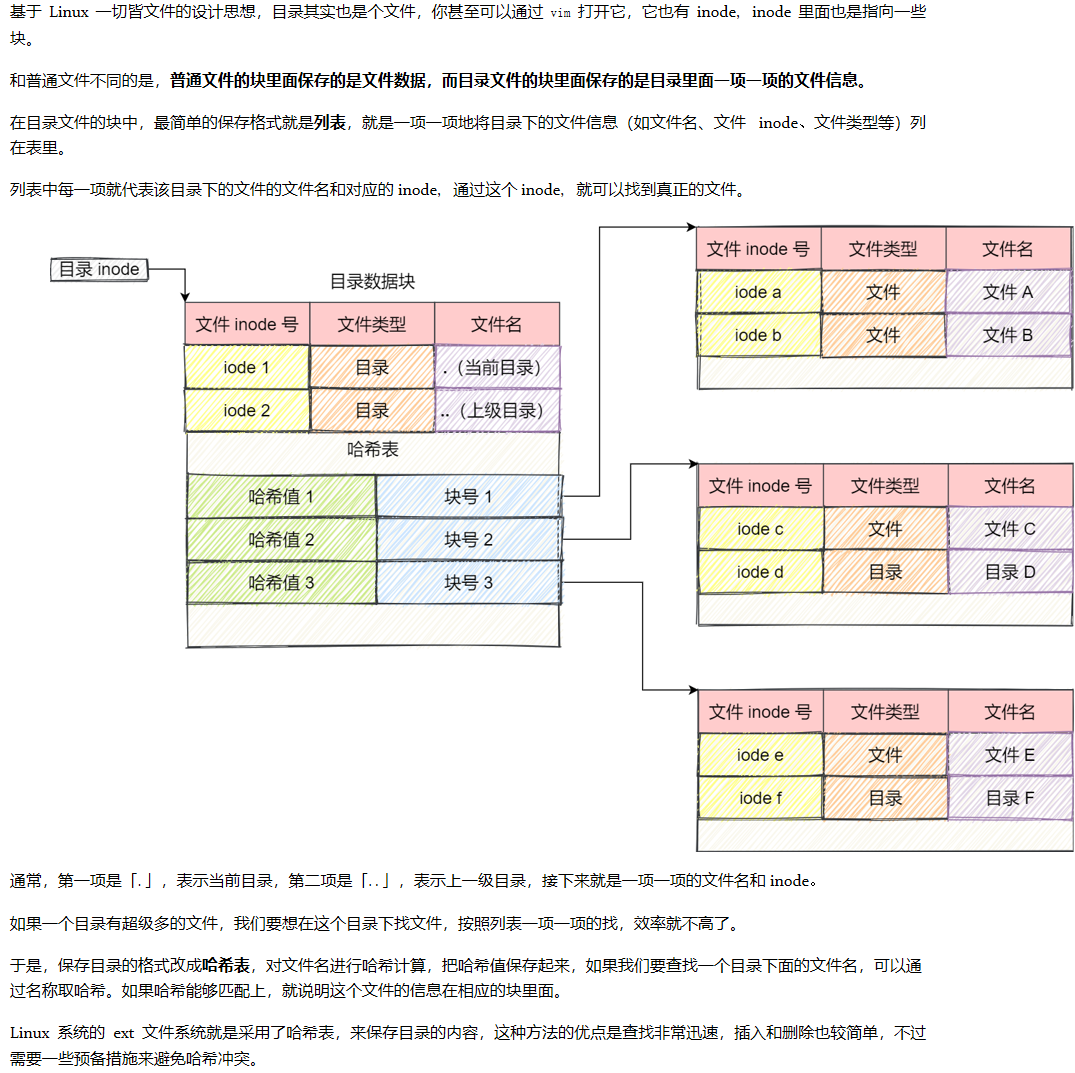 基于 Linux 一切皆文件的设计思想，目录其实也是个文件，你甚至可以通过 vim 打开它，它也有 inode，inode 里面也是指向一些
块。
和普通文件不同的是，普通文件的块里面保存的是文件数据，而目录文件的块里面保存的是目录里面一项一项的文件信息。
在目录文件的块中，最简单的保存格式就是列表，就是一项一项地将目录下的文件信息（如文件名、文件 inode、文件类型等）列
在表里。
列表中每一项就代表该目录下的文件的文件名和对应的 inode，通过这个 inode，就可以找到真正的文件。
目录 inode
目录数据块
文件 inode 号 文件类型 文件名
iode 1 目录 .（当前目录）
iode 2 目录 ..（上级目录）
哈希表
哈希值 1 块号 1
哈希值 2 块号 2
哈希值 3 块号 3
文件 inode 号 文件类型 文件名
iode a 文件 文件 A
iode b 文件 文件 B
文件 inode 号 文件类型 文件名
iode c 文件 文件 C
iode d 目录 目录 D
文件 inode 号 文件类型 文件名
iode e 文件 文件 E
iode f 目录 目录 F
通常，第一项是「.」，表示当前目录，第二项是「..」，表示上一级目录，接下来就是一项一项的文件名和 inode。
如果一个目录有超级多的文件，我们要想在这个目录下找文件，按照列表一项一项的找，效率就不高了。
于是，保存目录的格式改成哈希表，对文件名进行哈希计算，把哈希值保存起来，如果我们要查找一个目录下面的文件名，可以通
过名称取哈希。如果哈希能够匹配上，就说明这个文件的信息在相应的块里面。
Linux 系统的 ext 文件系统就是采用了哈希表，来保存目录的内容，这种方法的优点是查找非常迅速，插入和删除也较简单，不过
需要一些预备措施来避免哈希冲突。